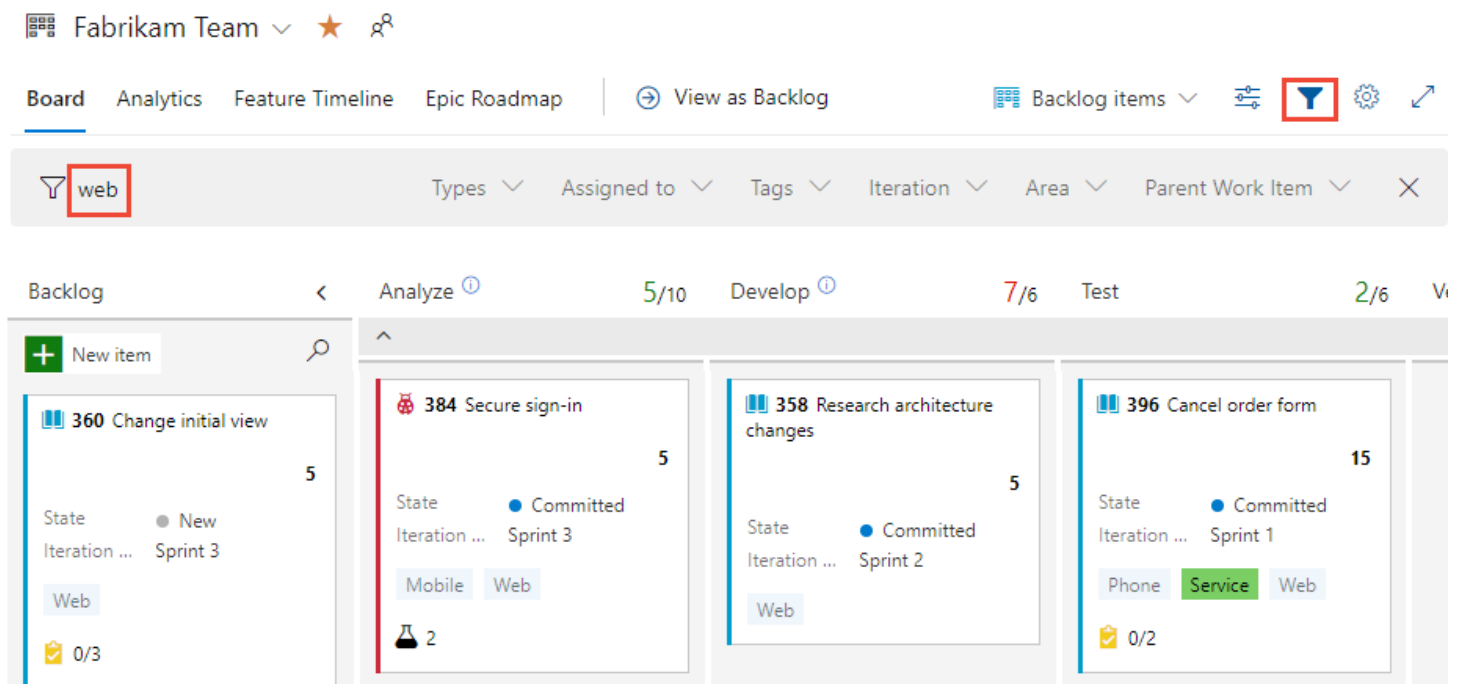 Fabrikam Team
Board Analytics Feature Timeline Epic Roadmap View as Backlog Backlog items
web Types Assigned to Tags Iteration Area Parent Work Item
Backlog Analyze 5/10 Develop 7/6 Test 2/6
New item
360 Change initial view
5
State New
Iteration ... Sprint 3
Web
0/3
384 Secure sign-in
5
State Committed
Iteration ... Sprint 3
Mobile Web
2
358 Research architecture
changes
5
State Committed
Iteration ... Sprint 2
Web
396 Cancel order form
15
State Committed
Iteration ... Sprint 1
Phone Service Web
0/2